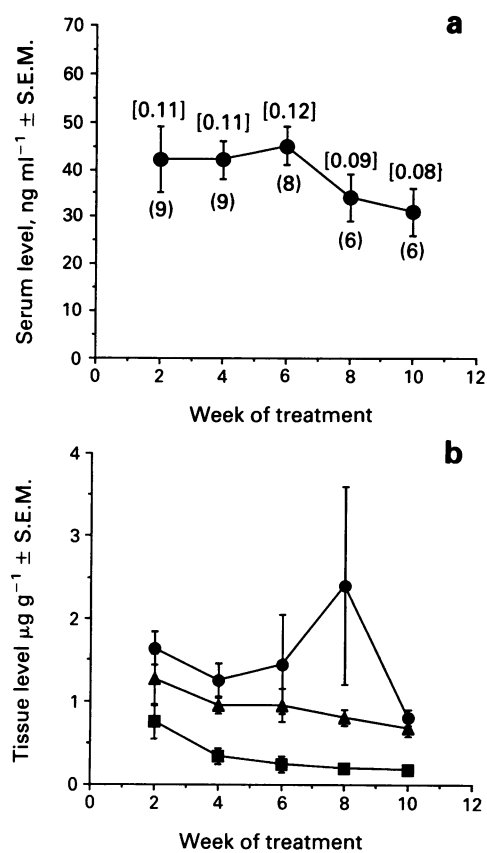 a
70
60
50
40
30
20
10
0
Serum level, ng ml⁻¹ ± S.E.M.
[0.11] [0.11] [0.12] [0.09] [0.08]
(9) (9) (8) (6) (6)
0 2 4 6 8 10 12
Week of treatment
b
4
3
2
1
0
Tissue level µg g⁻¹ ± S.E.M.
0 2 4 6 8 10 12
Week of treatment